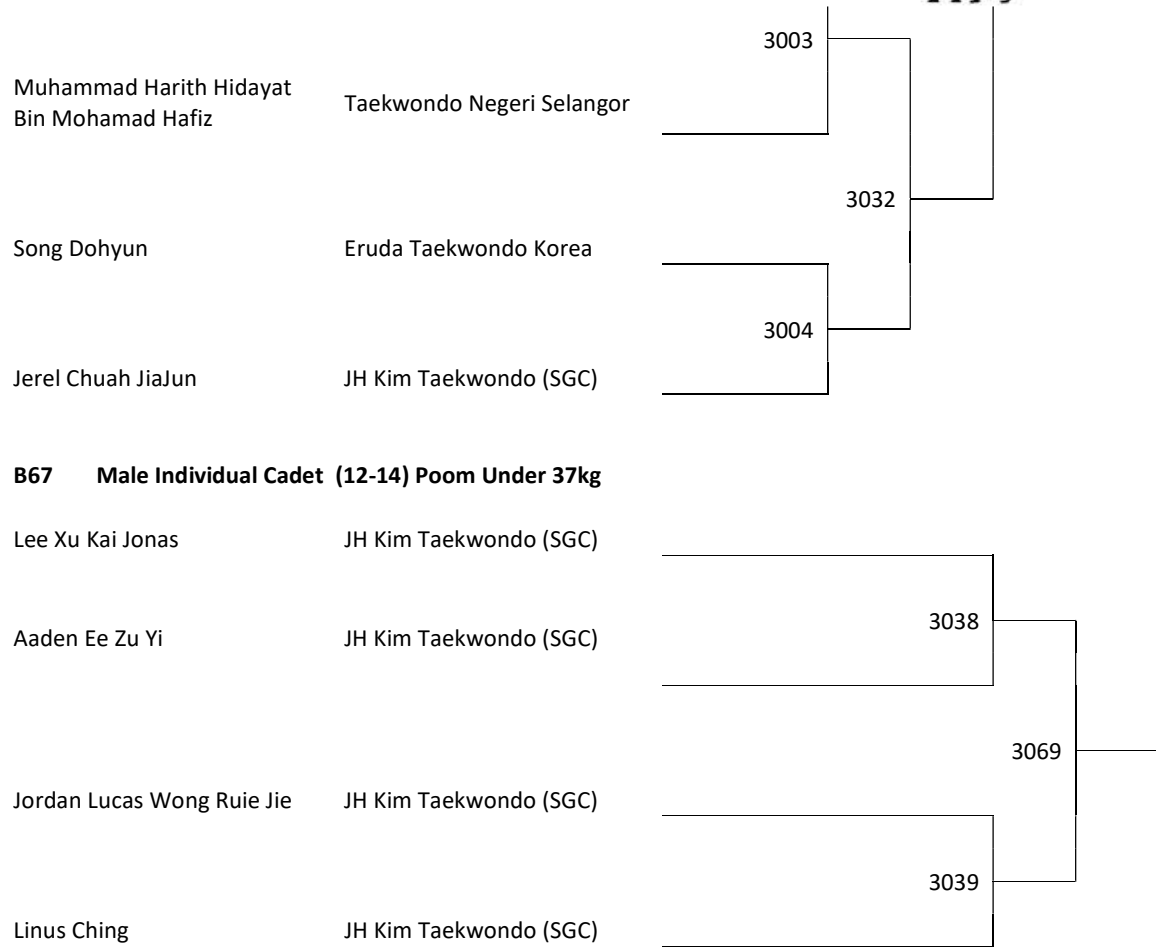 3003
Muhammad Harith Hidayat
Bin Mohamad Hafiz
Taekwondo Negeri Selangor
3032
Song Dohyun Eruda Taekwondo Korea
3004
Jerel Chuah JiaJun JH Kim Taekwondo (SGC)
B67 Male Individual Cadet (12-14) Poom Under 37kg
Lee Xu Kai Jonas JH Kim Taekwondo (SGC)
3038
Aaden Ee Zu Yi JH Kim Taekwondo (SGC)
3069
Jordan Lucas Wong Ruie Jie JH Kim Taekwondo (SGC)
3039
Linus Ching JH Kim Taekwondo (SGC)